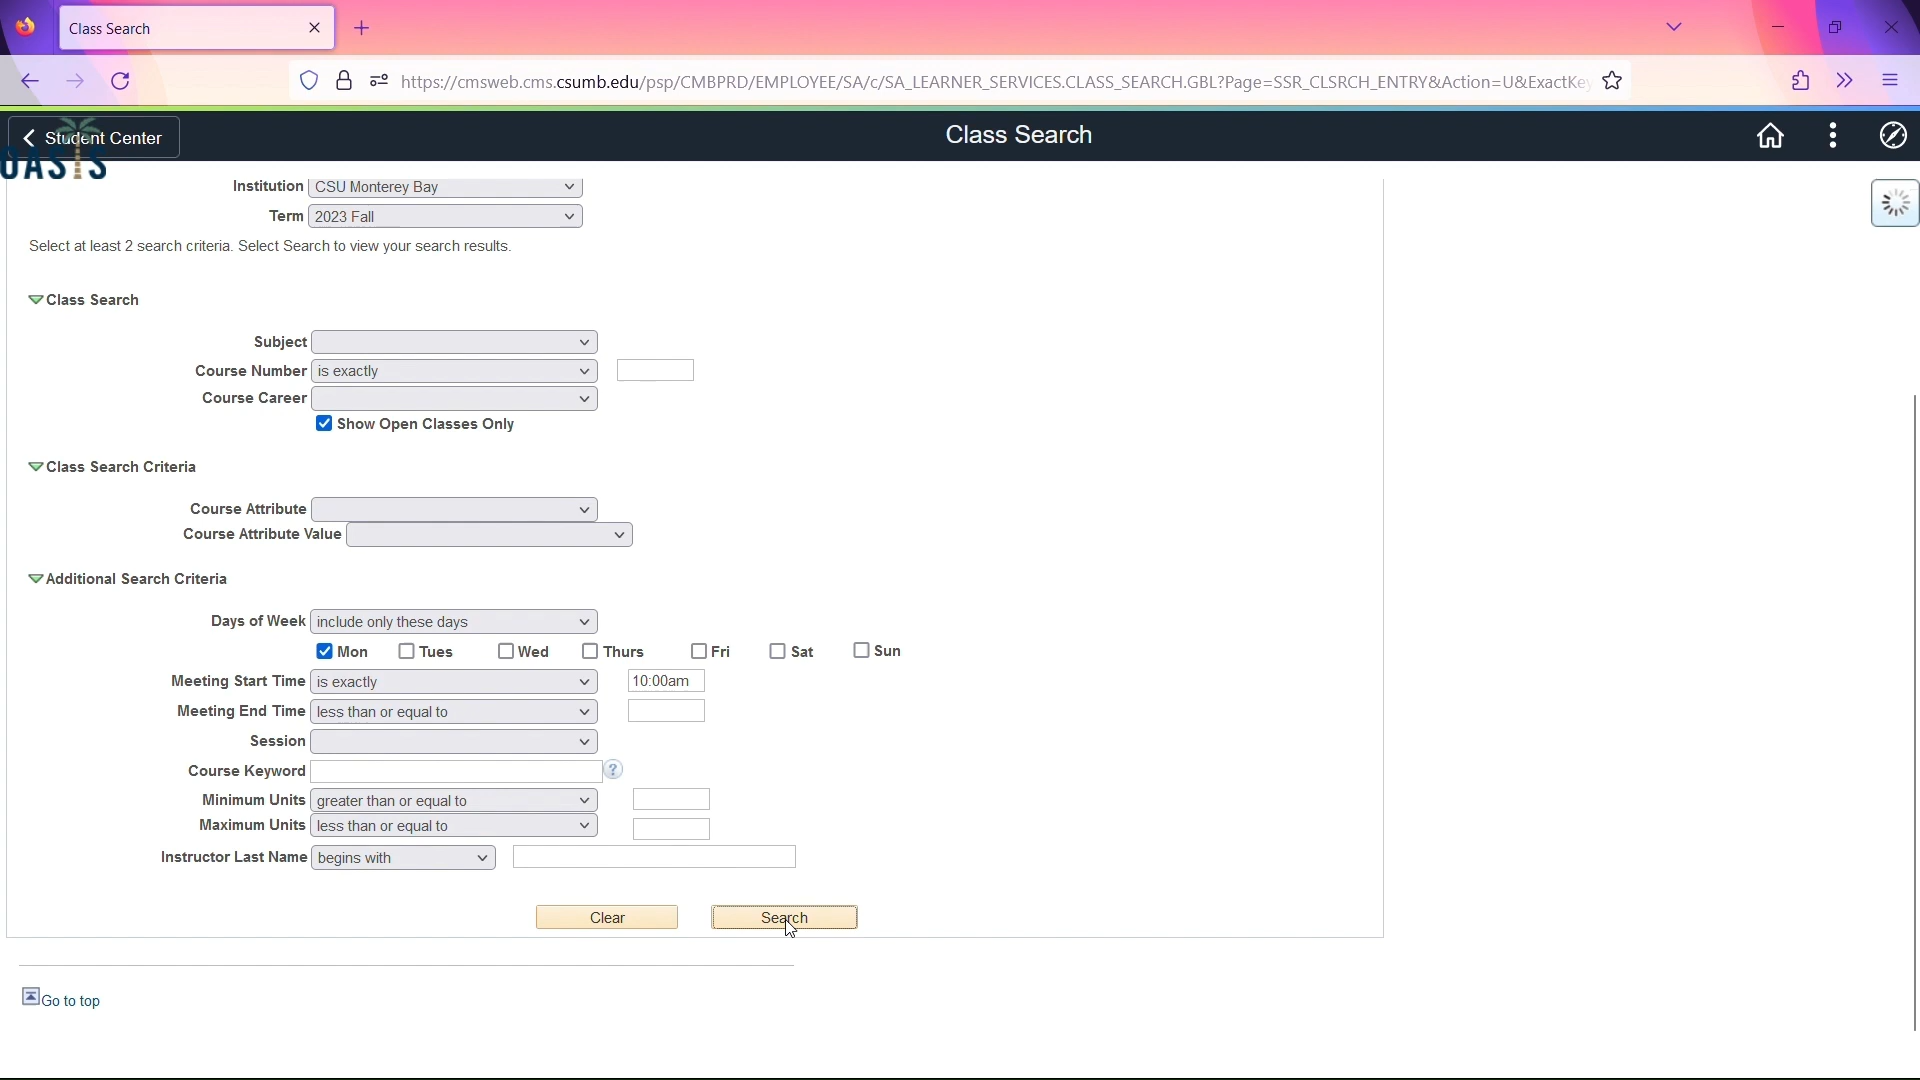 Class Search
https://cmsweb.cms.csumb.edu/psp/CMBPRD/EMPLOYEE/SA/c/SA_LEARNER_SERVICES.CLASS_SEARCH.GBL?Page=SSR_CLSRCH_ENTRY&Action=U&ExactKey
Student Center
Class Search
OASIS
Institution CSU Monterey Bay
Term 2023 Fall
Select at least 2 search criteria. Select Search to view your search results.
Class Search
Subject
Course Number is exactly
Course Career
Show Open Classes Only
Class Search Criteria
Course Attribute
Course Attribute Value
Additional Search Criteria
Days of Week include only these days
Mon Tues Wed Thurs Fri Sat Sun
Meeting Start Time is exactly 10:00am
Meeting End Time less than or equal to
Session
Course Keyword ?
Minimum Units greater than or equal to
Maximum Units less than or equal to
Instructor Last Name begins with
Clear Search
Go to top